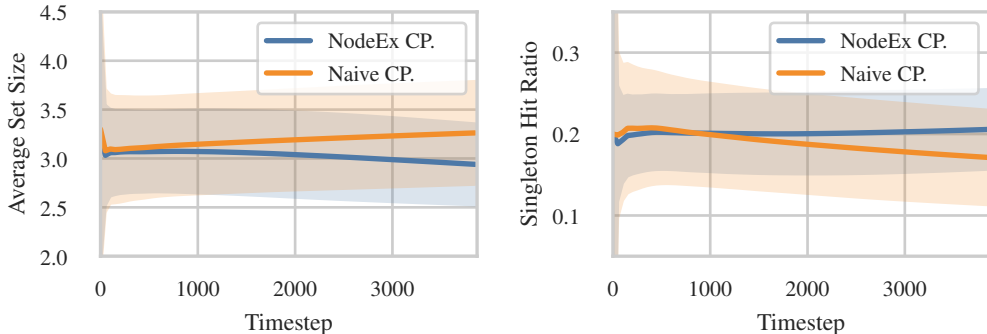 4.5
4.0
3.5
3.0
2.5
2.0
Average Set Size
0
1000
2000
3000
Timestep
NodeEx CP.
Naive CP.
0.3
0.2
0.1
Singleton Hit Ratio
0
1000
2000
3000
Timestep
NodeEx CP.
Naive CP.